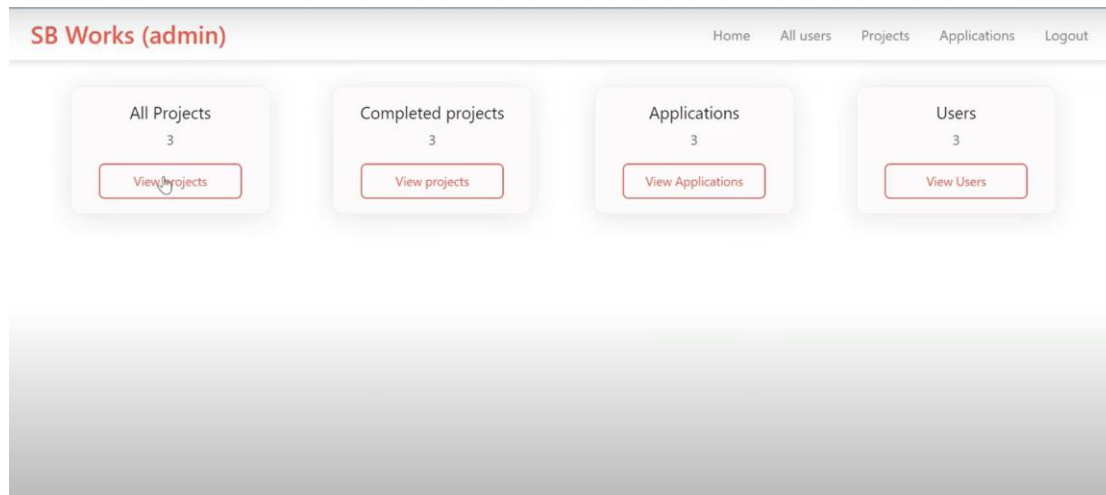 SB Works (admin)
Home All users Projects Applications Logout
All Projects
3
View projects
Completed projects
3
View projects
Applications
3
View Applications
Users
3
View Users